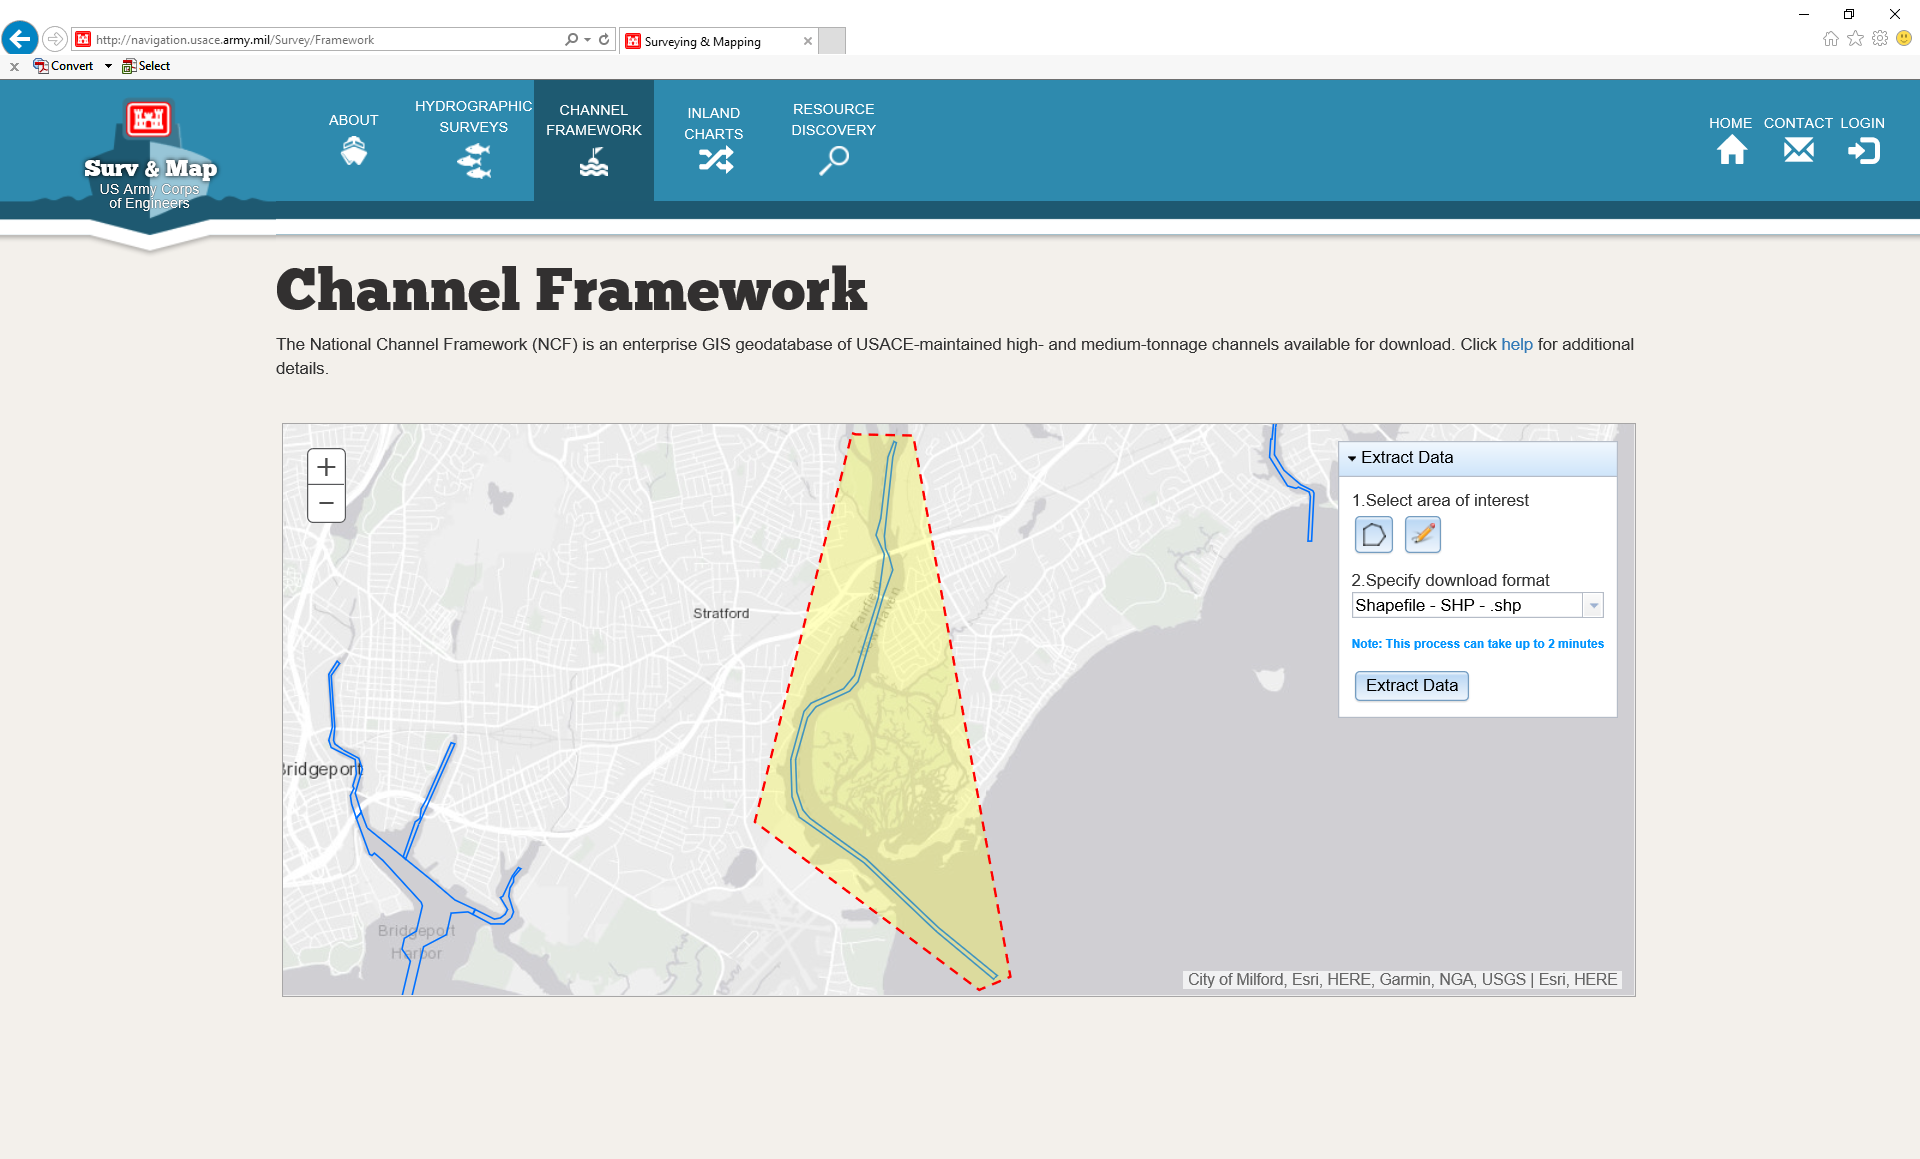 http://navigation.usace.army.mil/Survey/Framework
Surveying & Mapping
x Convert Select
Surv & Map
US Army Corps
of Engineers
ABOUT
HYDROGRAPHIC
SURVEYS
CHANNEL
FRAMEWORK
INLAND
CHARTS
RESOURCE
DISCOVERY
HOME CONTACT LOGIN
Channel Framework
The National Channel Framework (NCF) is an enterprise GIS geodatabase of USACE-maintained high- and medium-tonnage channels available for download. Click help for additional
details.
+
−
Stratford
Fairfield
New Haven
Bridgeport
Bridgeport
Harbor
Extract Data
1.Select area of interest
2.Specify download format
Shapefile - SHP - .shp
Note: This process can take up to 2 minutes
Extract Data
City of Milford, Esri, HERE, Garmin, NGA, USGS | Esri, HERE